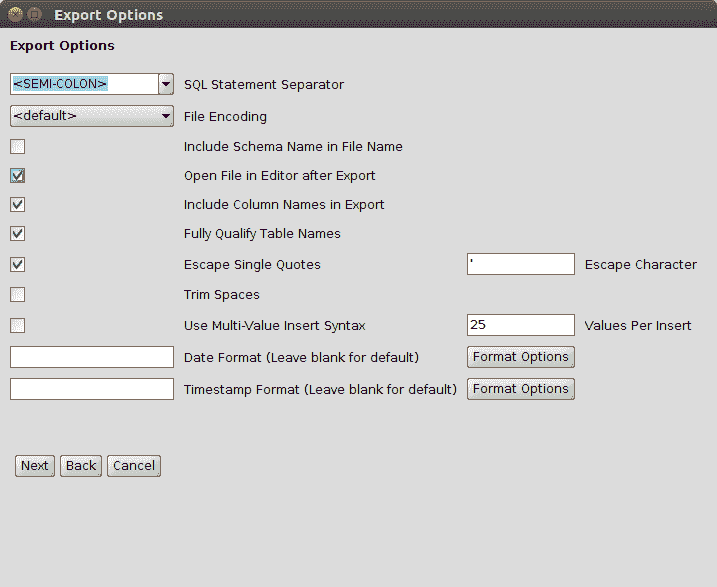 Export Options
Export Options
<SEMI-COLON> SQL Statement Separator
<default> File Encoding
Include Schema Name in File Name
Open File in Editor after Export
Include Column Names in Export
Fully Qualify Table Names
Escape Single Quotes ' Escape Character
Trim Spaces
Use Multi-Value Insert Syntax 25 Values Per Insert
Date Format (Leave blank for default) Format Options
Timestamp Format (Leave blank for default) Format Options
Next Back Cancel